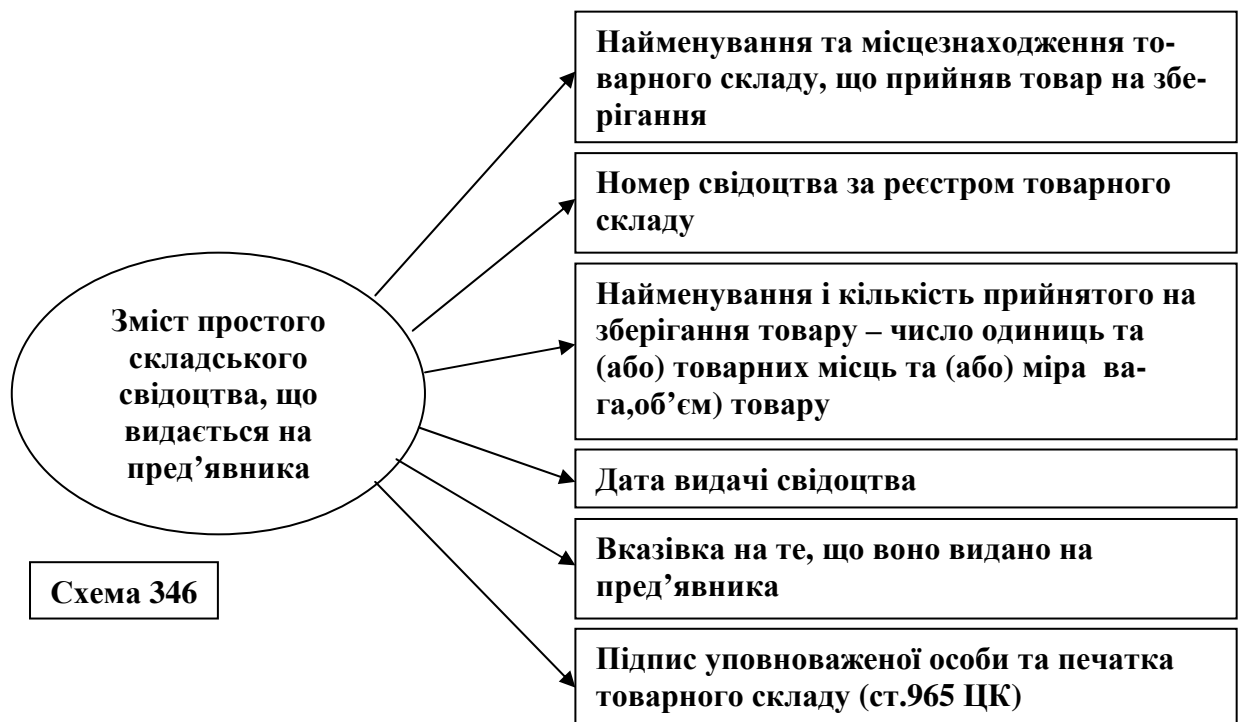 Найменування та місцезнаходження то-
варного складу, що прийняв товар на збе-
рігання
Номер свідоцтва за реєстром товарного
складу
Найменування і кількість прийнятого на
зберігання товару – число одиниць та
(або) товарних місць та (або) міра ва-
га,об’єм) товару
Зміст простого
складського
свідоцтва, що
видається на
пред’явника
Дата видачі свідоцтва
Вказівка на те, що воно видано на
пред’явника
Схема 346
Підпис уповноваженої особи та печатка
товарного складу (ст.965 ЦК)